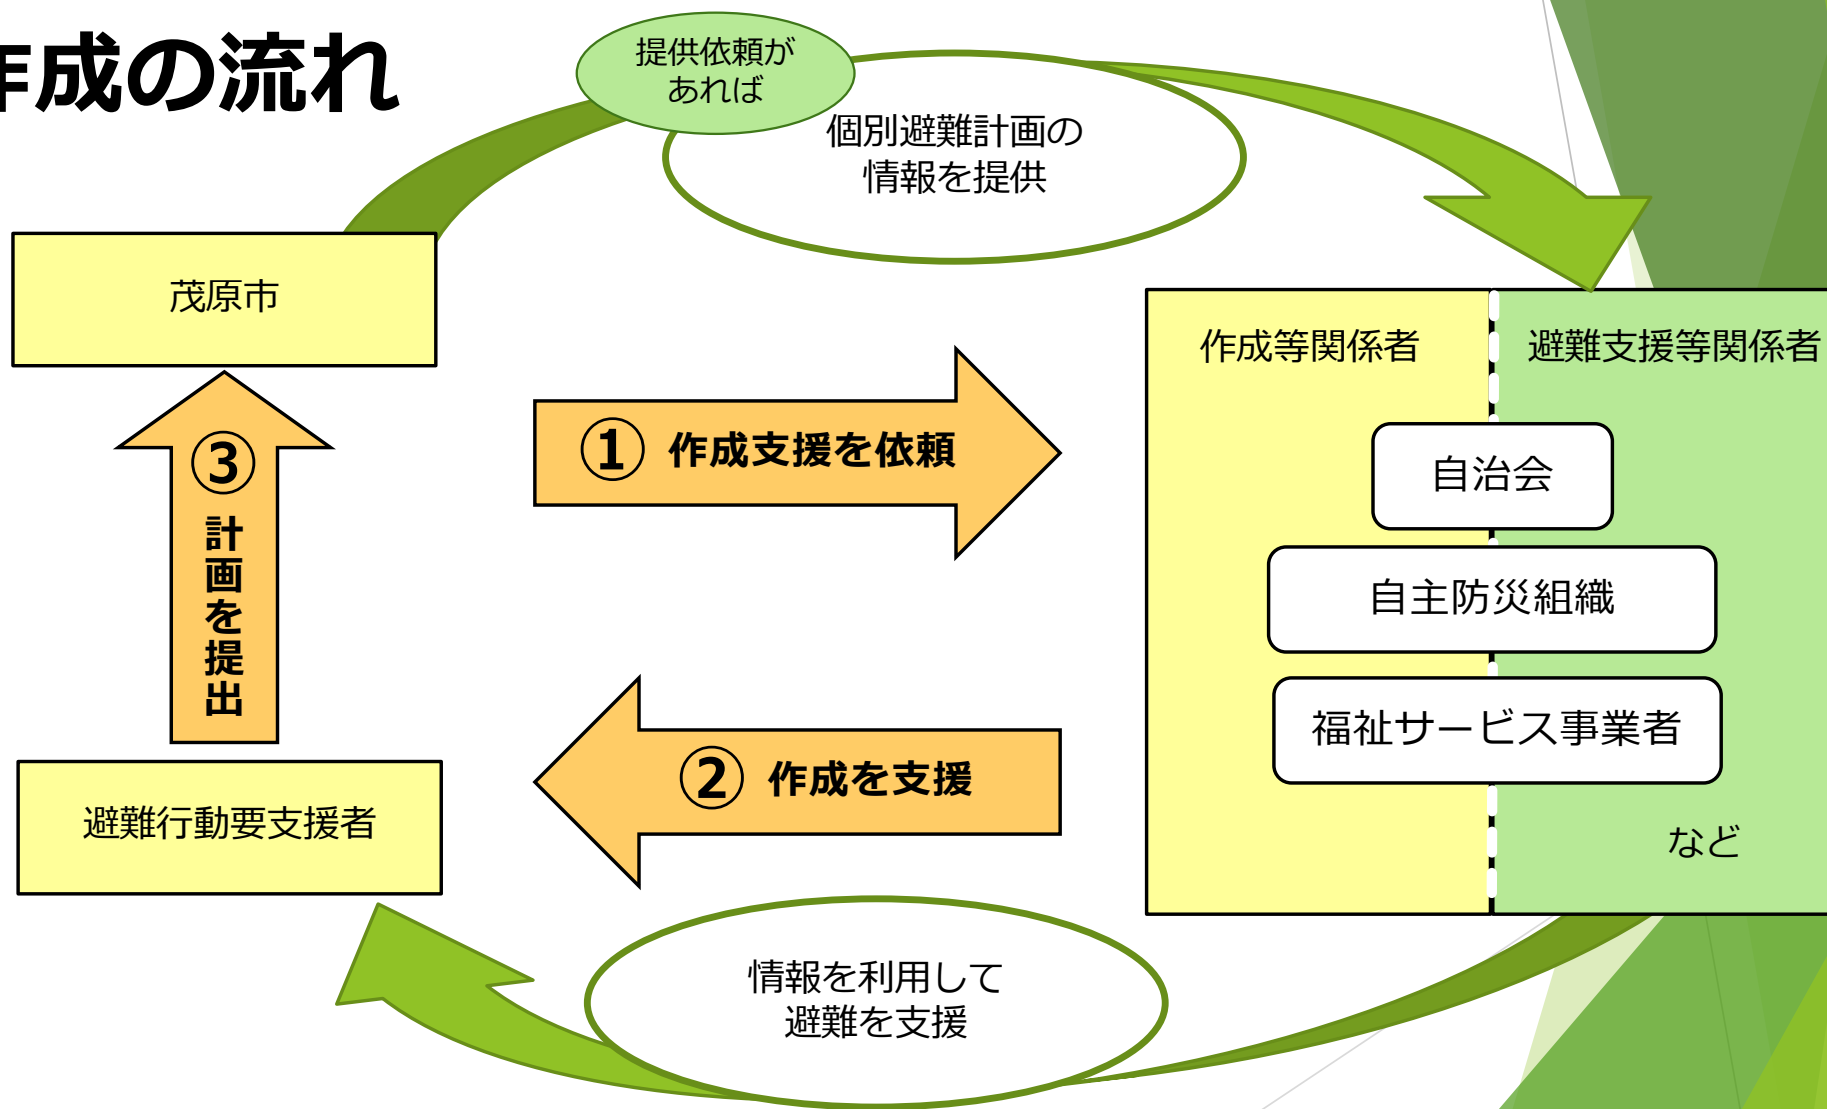 作成の流れ
提供依頼が
あれば
個別避難計画の
情報を提供
茂原市
作成等関係者
避難支援等関係者
① 作成支援を依頼
自治会
③
計画を提出
自主防災組織
福祉サービス事業者
② 作成を支援
避難行動要支援者
など
情報を利用して
避難を支援